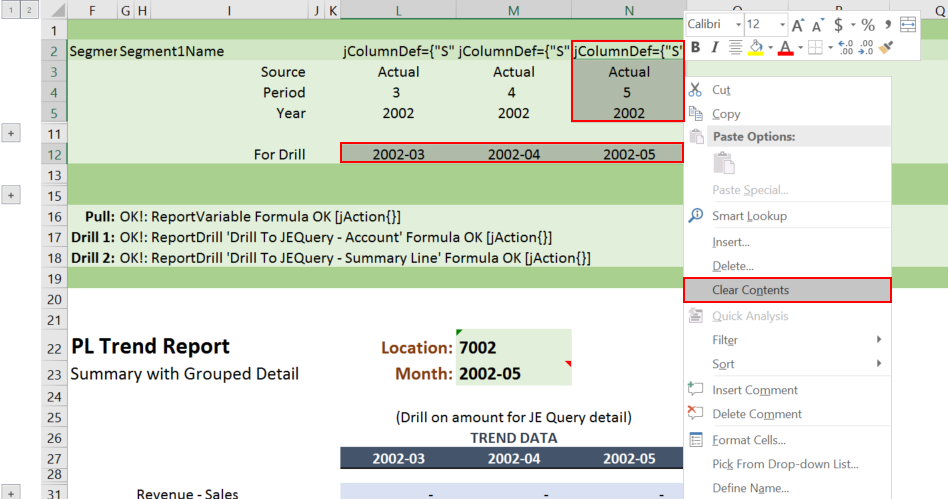 1 2
F G H I J K L M N O P Q
Calibri 12 A A $ % ,
B I A .00 .00
1
2 Segmer Segment1Name jColumnDef={"S" jColumnDef={"S" jColumnDef={"S"
3 Source Actual Actual Actual
4 Period 3 4 5
5 Year 2002 2002 2002
11
12 For Drill 2002-03 2002-04 2002-05
13
15
16 Pull: OK!: ReportVariable Formula OK [jAction{}]
17 Drill 1: OK!: ReportDrill 'Drill To JEQuery - Account' Formula OK [jAction{}]
18 Drill 2: OK!: ReportDrill 'Drill To JEQuery - Summary Line' Formula OK [jAction{}]
19
20
21
22 PL Trend Report Location: 7002
23 Summary with Grouped Detail Month: 2002-05
24
25 (Drill on amount for JE Query detail)
26 TREND DATA
27 2002-03 2002-04 2002-05
28
31 Revenue - Sales - - -
Cut
Copy
Paste Options:
Paste Special...
Smart Lookup
Insert...
Delete...
Clear Contents
Quick Analysis
Filter
Sort
Insert Comment
Delete Comment
Format Cells...
Pick From Drop-down List...
Define Name...